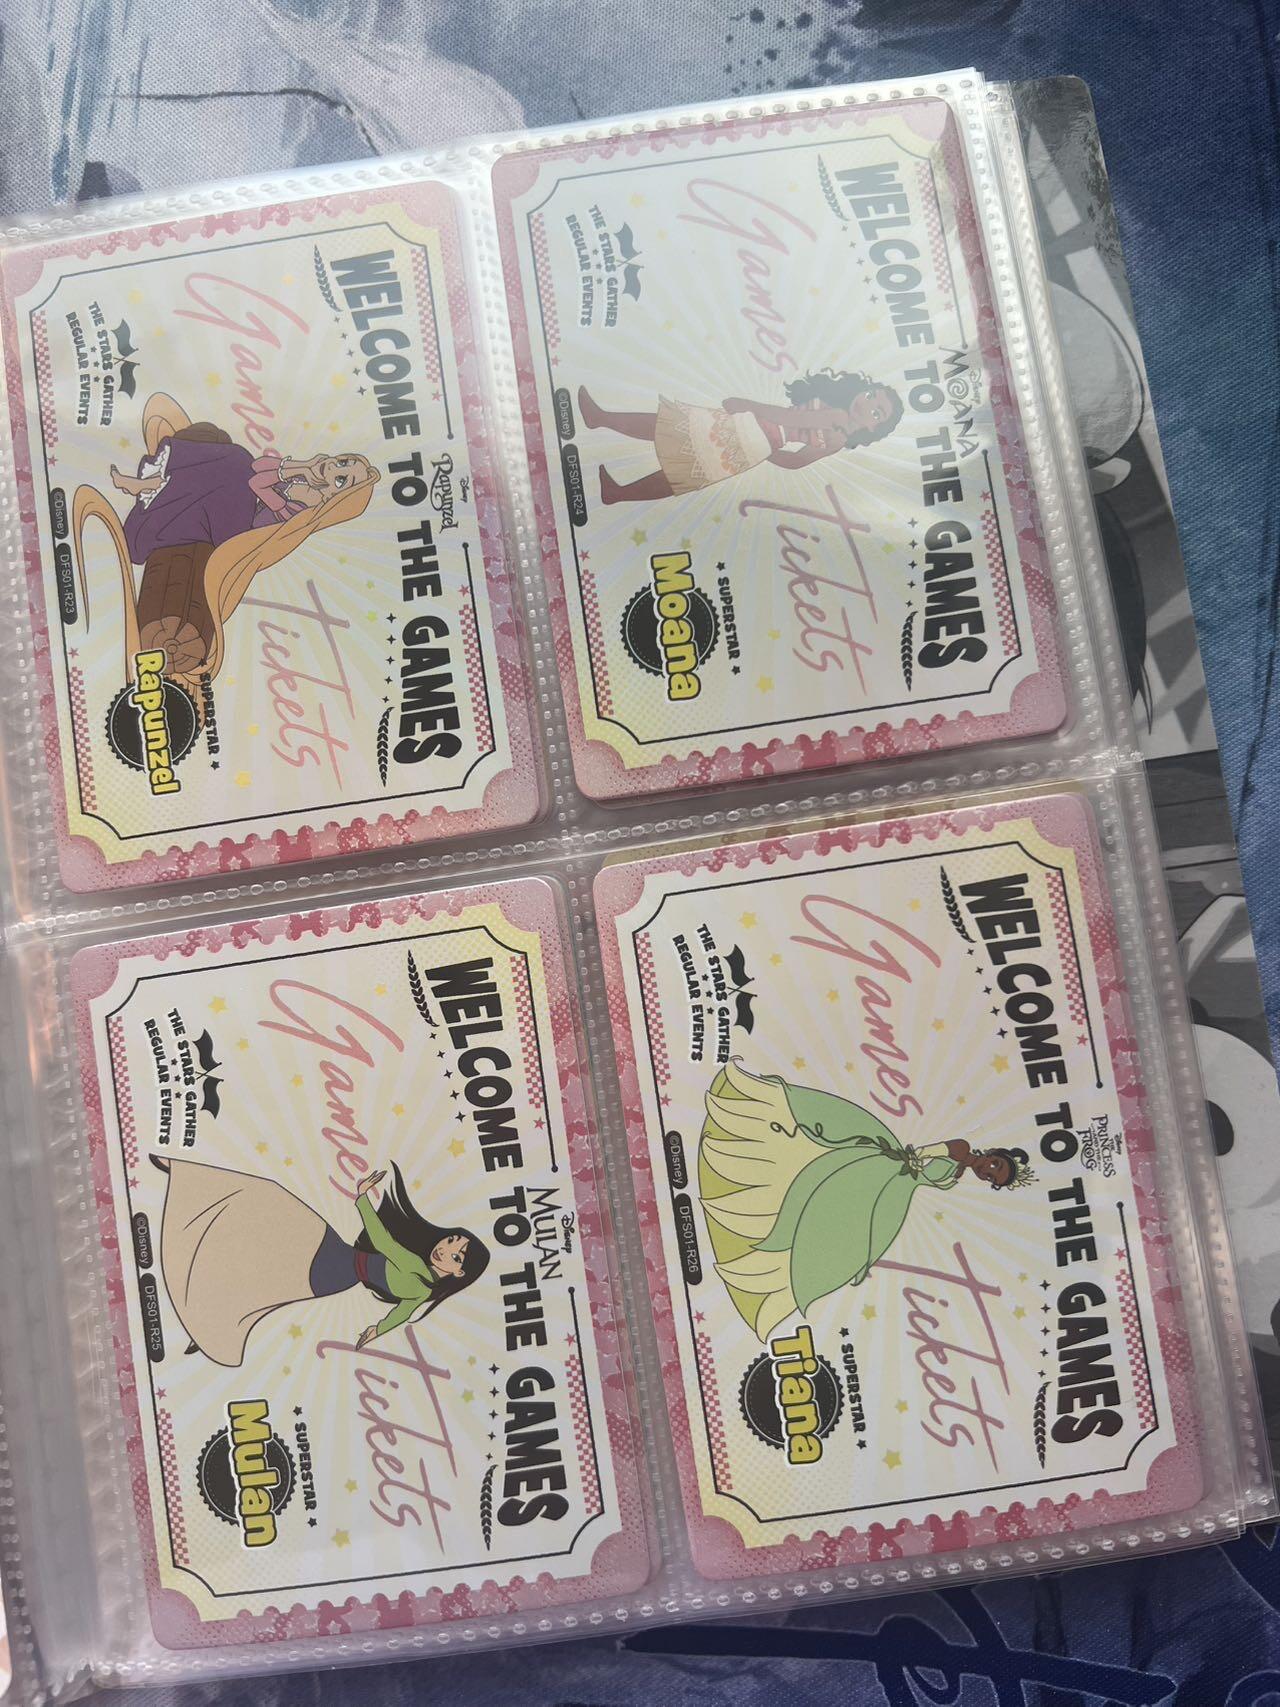 WELCOME TO THE GAMES
Disney
Rapunzel
Games
Tickets
THE STARS GATHER
REGULAR EVENTS
SUPERSTAR
Rapunzel
©Disney
DFS01-R23
WELCOME TO THE GAMES
Disney
MOANA
Games
Tickets
THE STARS GATHER
REGULAR EVENTS
SUPERSTAR
Moana
©Disney
DFS01-R24
WELCOME TO THE GAMES
Disney
MULAN
Games
Tickets
THE STARS GATHER
REGULAR EVENTS
SUPERSTAR
Mulan
©Disney
DFS01-R25
WELCOME TO THE GAMES
Disney
THE
PRINCESS
AND THE
FROG
Games
Tickets
THE STARS GATHER
REGULAR EVENTS
SUPERSTAR
Tiana
©Disney
DFS01-R26